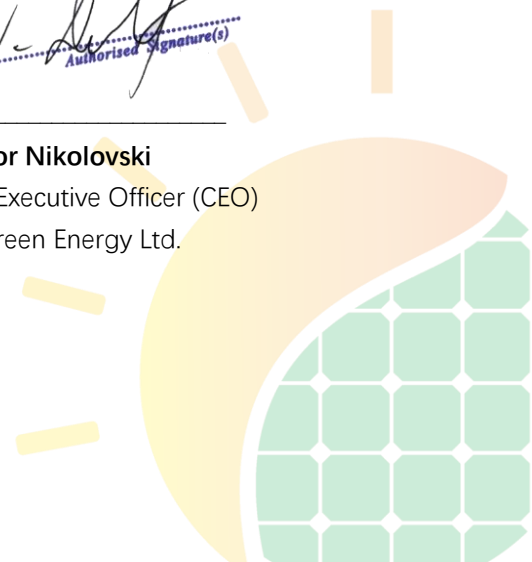 Authorised Signature(s)
or Nikolovski
Executive Officer (CEO)
reen Energy Ltd.